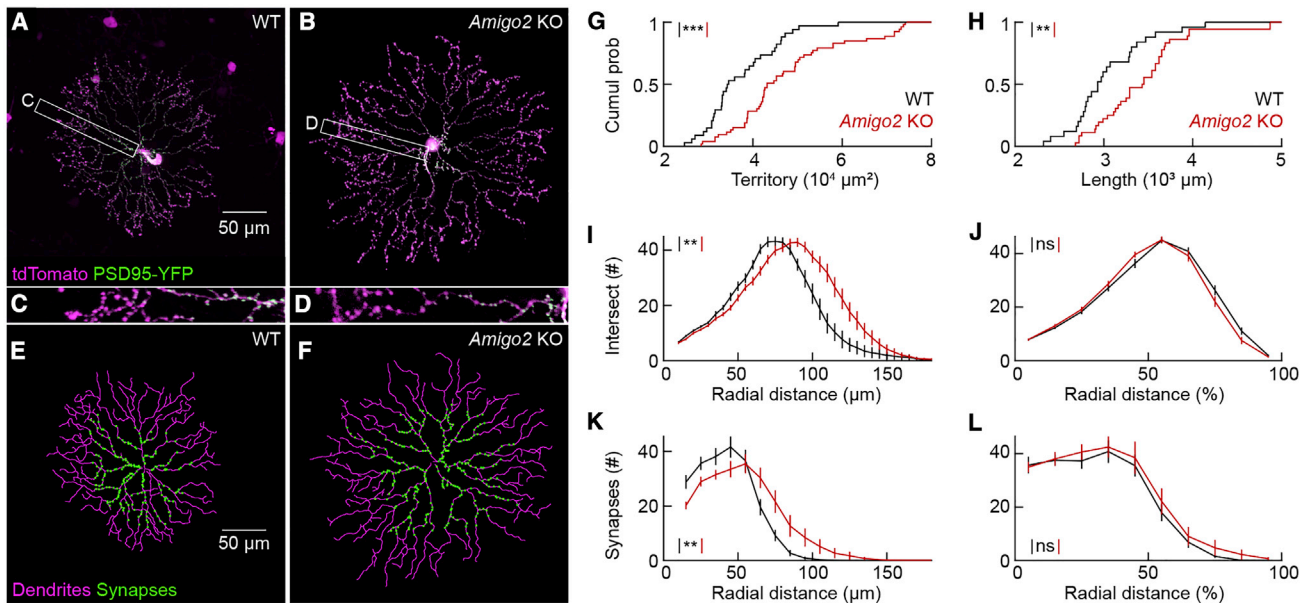 A WT
C
50 µm
tdTomato PSD95-YFP
B Amigo2 KO
D
C
D
E WT
50 µm
Dendrites Synapses
F Amigo2 KO
G
|***|
Cumul prob
1
0.5
0
WT
Amigo2 KO
2 4 6 8
Territory (10⁴ µm²)
H
|**|
1
0.5
0
WT
Amigo2 KO
2 3 4 5
Length (10³ µm)
I
|**|
Intersect (#)
40
20
0
0 50 100 150
Radial distance (µm)
J
|ns|
40
20
0
0 50 100
Radial distance (%)
K
|**|
Synapses (#)
40
20
0
0 50 100 150
Radial distance (µm)
L
|ns|
40
20
0
0 50 100
Radial distance (%)